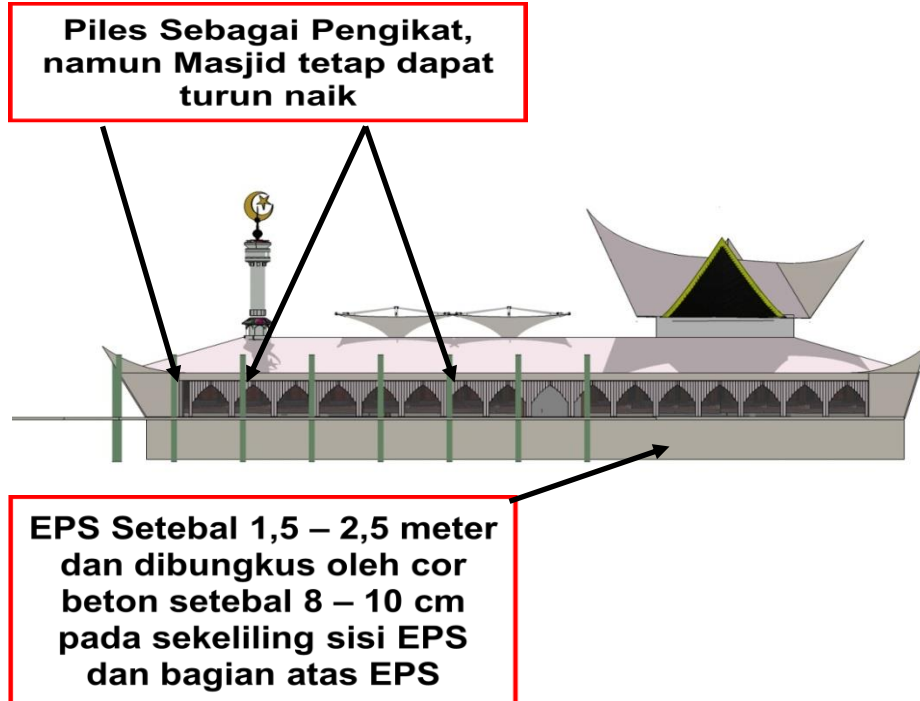 Piles Sebagai Pengikat,
namun Masjid tetap dapat
turun naik
EPS Setebal 1,5 – 2,5 meter
dan dibungkus oleh cor
beton setebal 8 – 10 cm
pada sekeliling sisi EPS
dan bagian atas EPS